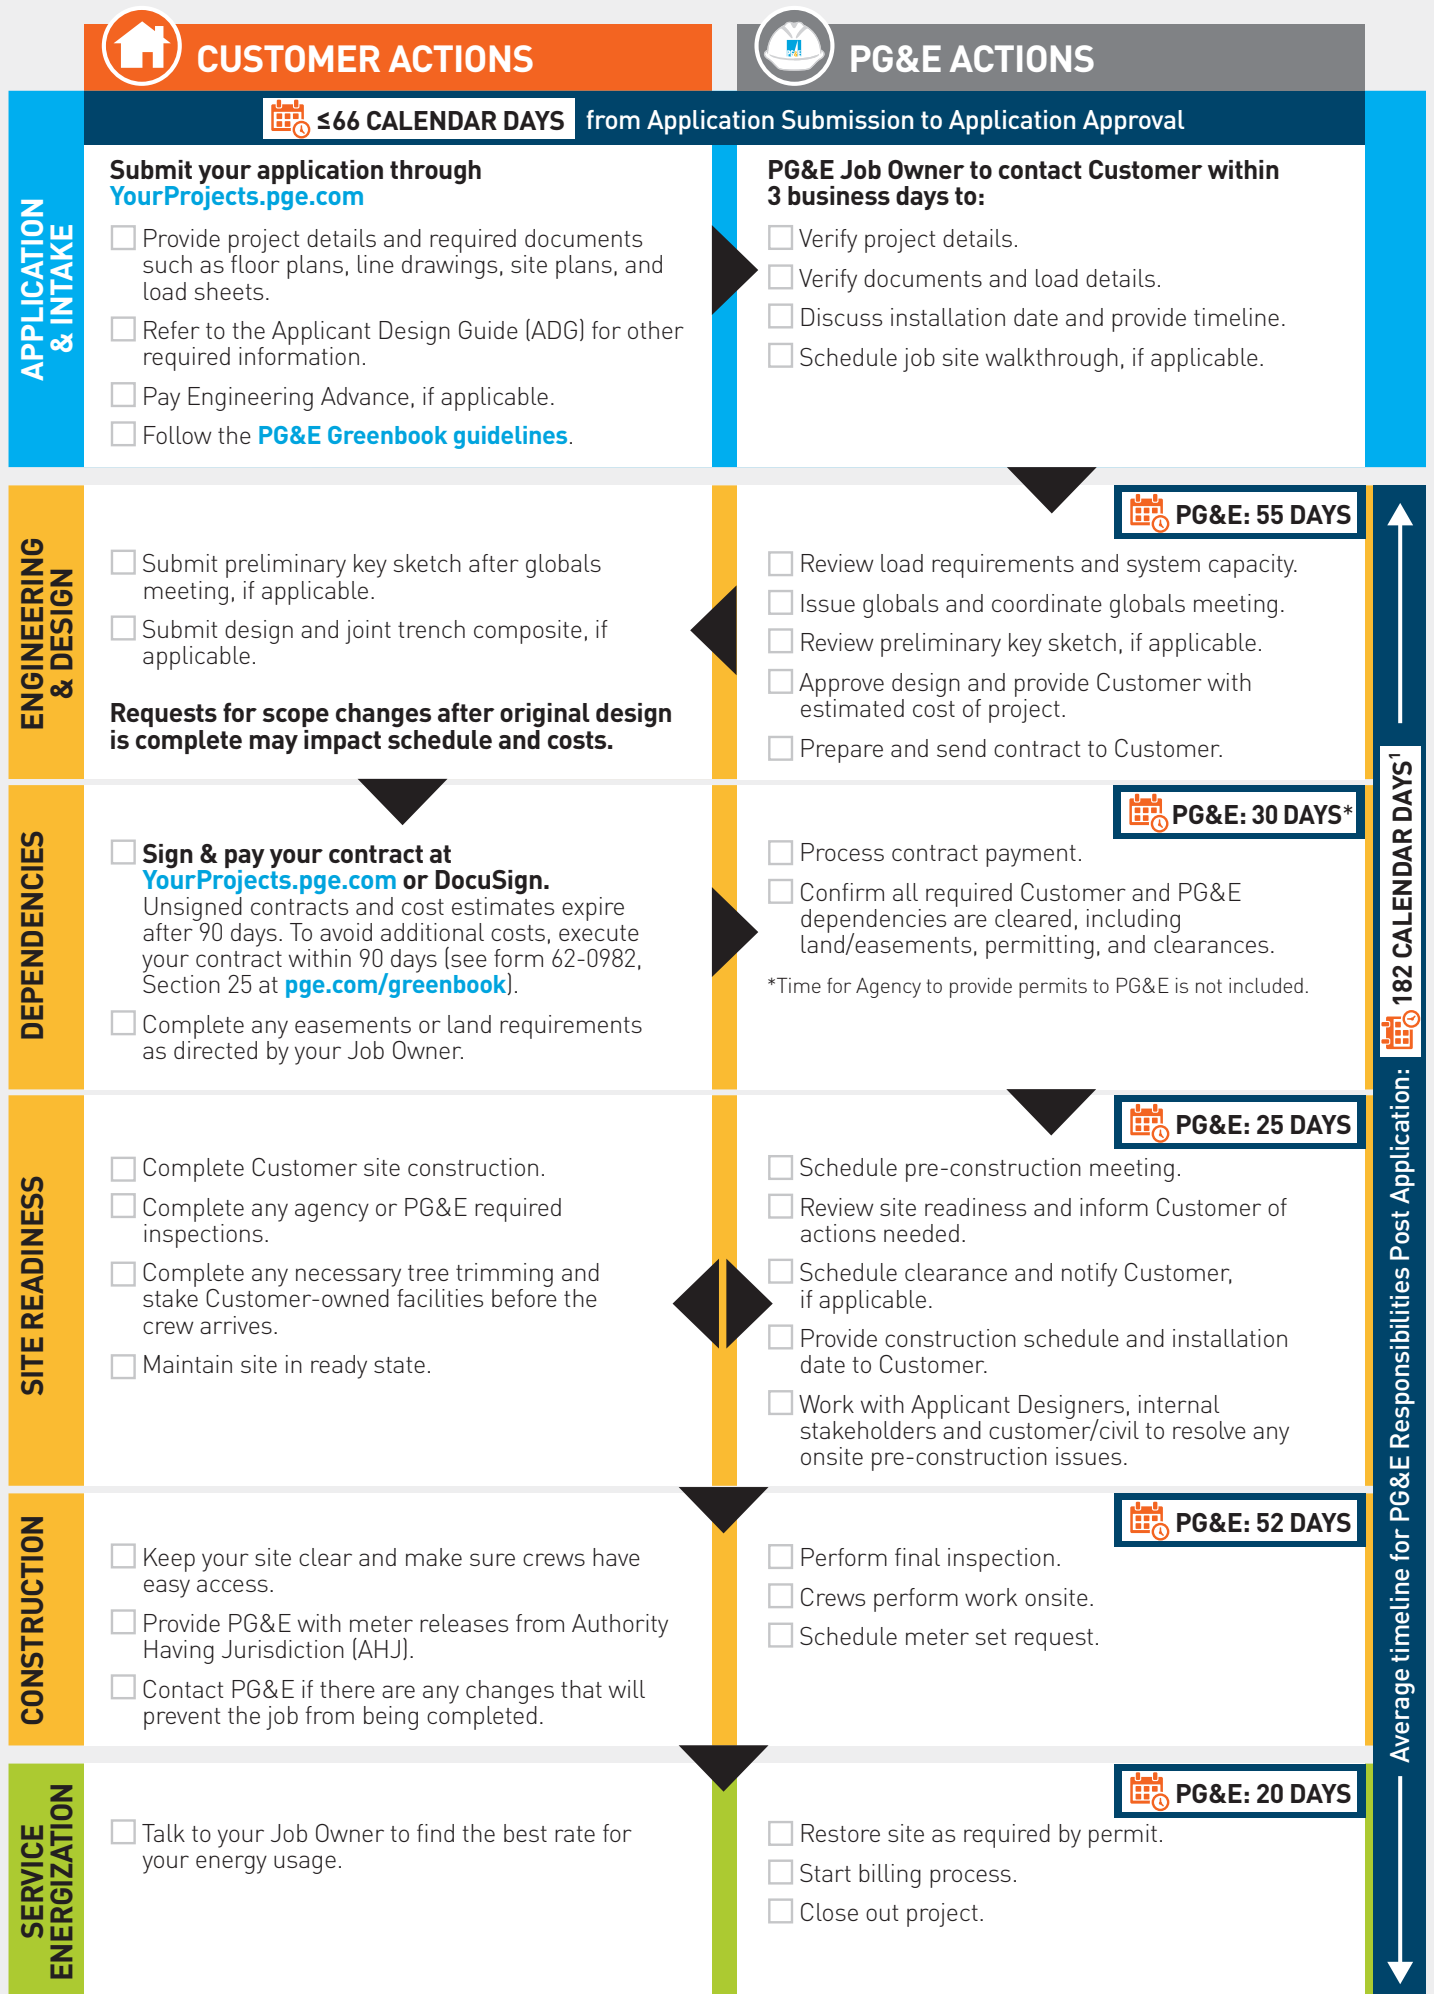 CUSTOMER ACTIONS
PG&E ACTIONS
≤66 CALENDAR DAYS from Application Submission to Application Approval
APPLICATION
& INTAKE
Submit your application through
YourProjects.pge.com
Provide project details and required documents
such as floor plans, line drawings, site plans, and
load sheets.
Refer to the Applicant Design Guide (ADG) for other
required information.
Pay Engineering Advance, if applicable.
Follow the PG&E Greenbook guidelines.
PG&E Job Owner to contact Customer within
3 business days to:
Verify project details.
Verify documents and load details.
Discuss installation date and provide timeline.
Schedule job site walkthrough, if applicable.
ENGINEERING
& DESIGN
Submit preliminary key sketch after globals
meeting, if applicable.
Submit design and joint trench composite, if
applicable.
Requests for scope changes after original design
is complete may impact schedule and costs.
PG&E: 55 DAYS
Review load requirements and system capacity.
Issue globals and coordinate globals meeting.
Review preliminary key sketch, if applicable.
Approve design and provide Customer with
estimated cost of project.
Prepare and send contract to Customer.
DEPENDENCIES
Sign & pay your contract at
YourProjects.pge.com or DocuSign.
Unsigned contracts and cost estimates expire
after 90 days. To avoid additional costs, execute
your contract within 90 days (see form 62-0982,
Section 25 at pge.com/greenbook).
Complete any easements or land requirements
as directed by your Job Owner.
PG&E: 30 DAYS*
Process contract payment.
Confirm all required Customer and PG&E
dependencies are cleared, including
land/easements, permitting, and clearances.
*Time for Agency to provide permits to PG&E is not included.
SITE READINESS
Complete Customer site construction.
Complete any agency or PG&E required
inspections.
Complete any necessary tree trimming and
stake Customer-owned facilities before the
crew arrives.
Maintain site in ready state.
PG&E: 25 DAYS
Schedule pre-construction meeting.
Review site readiness and inform Customer of
actions needed.
Schedule clearance and notify Customer,
if applicable.
Provide construction schedule and installation
date to Customer.
Work with Applicant Designers, internal
stakeholders and customer/civil to resolve any
onsite pre-construction issues.
CONSTRUCTION
Keep your site clear and make sure crews have
easy access.
Provide PG&E with meter releases from Authority
Having Jurisdiction (AHJ).
Contact PG&E if there are any changes that will
prevent the job from being completed.
PG&E: 52 DAYS
Perform final inspection.
Crews perform work onsite.
Schedule meter set request.
SERVICE
ENERGIZATION
Talk to your Job Owner to find the best rate for
your energy usage.
PG&E: 20 DAYS
Restore site as required by permit.
Start billing process.
Close out project.
Average timeline for PG&E Responsibilities Post Application: 182 CALENDAR DAYS¹